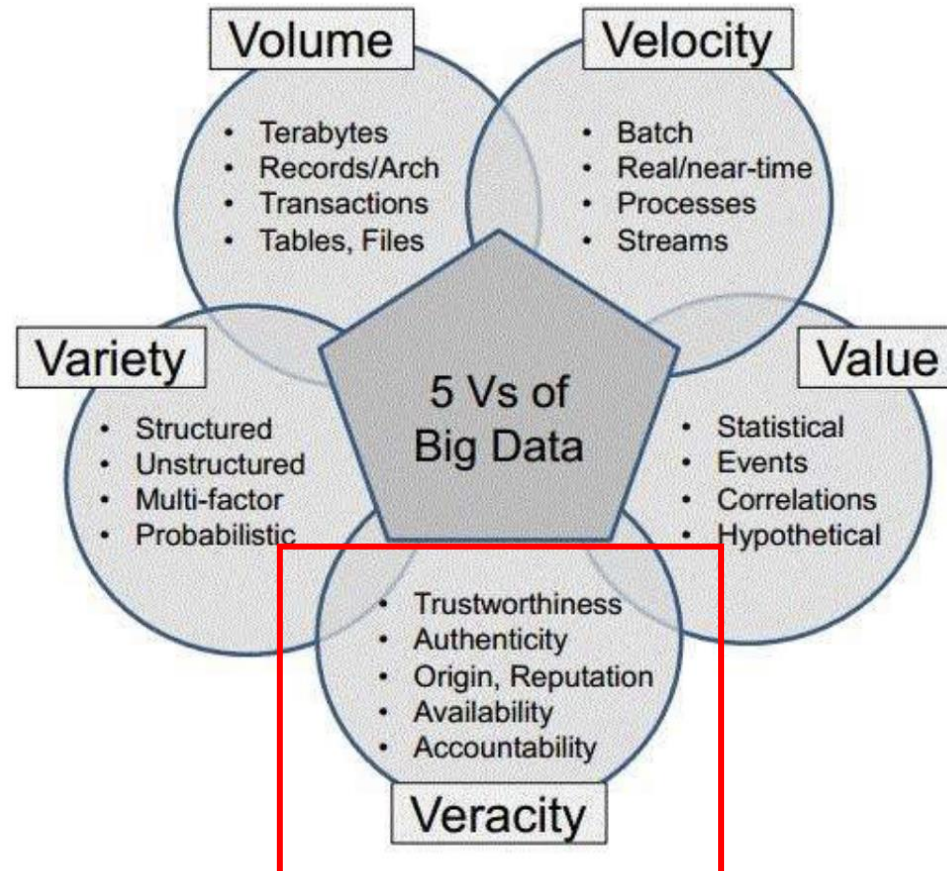 Volume
• Terabytes
• Records/Arch
• Transactions
• Tables, Files
Velocity
• Batch
• Real/near-time
• Processes
• Streams
Variety
• Structured
• Unstructured
• Multi-factor
• Probabilistic
5 Vs of
Big Data
Value
• Statistical
• Events
• Correlations
• Hypothetical
• Trustworthiness
• Authenticity
• Origin, Reputation
• Availability
• Accountability
Veracity